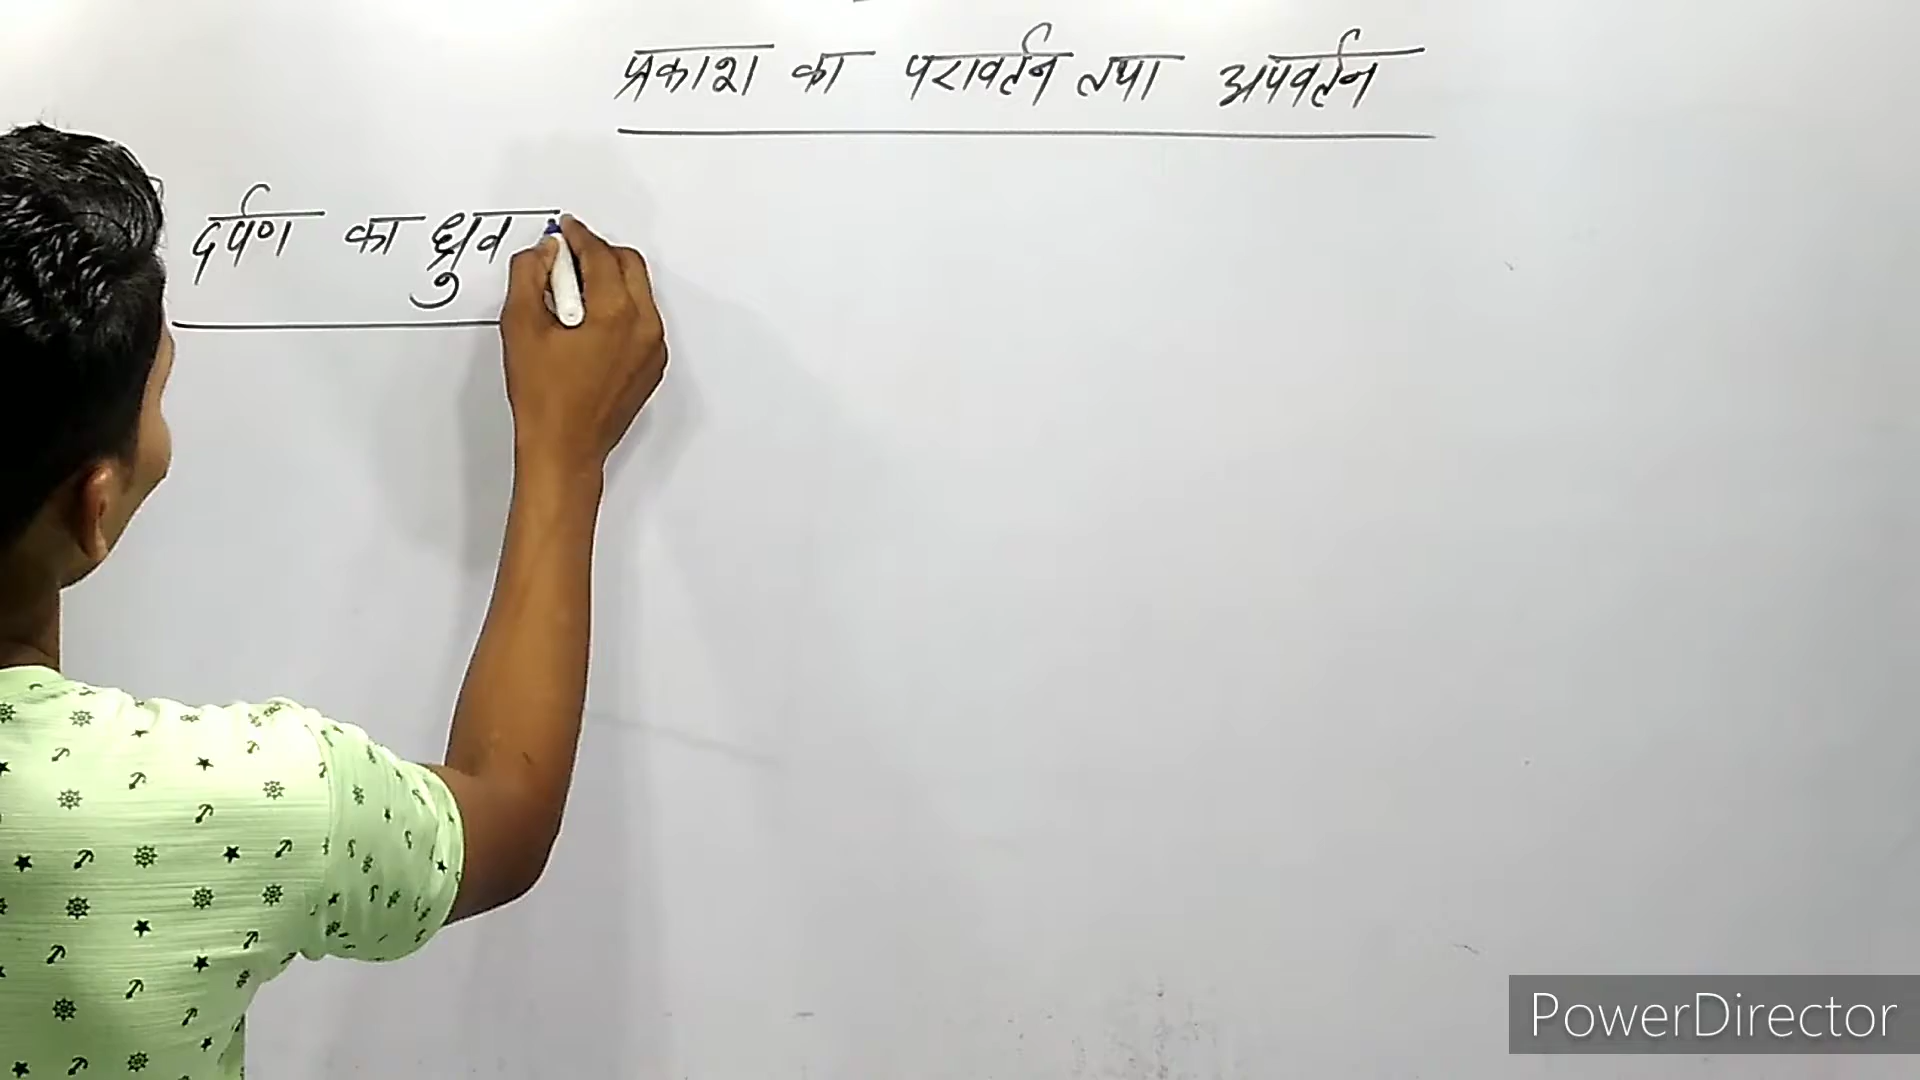 प्रकाश का परावर्तन तथा अपवर्तन
दर्पण का ध्रुव
PowerDirector